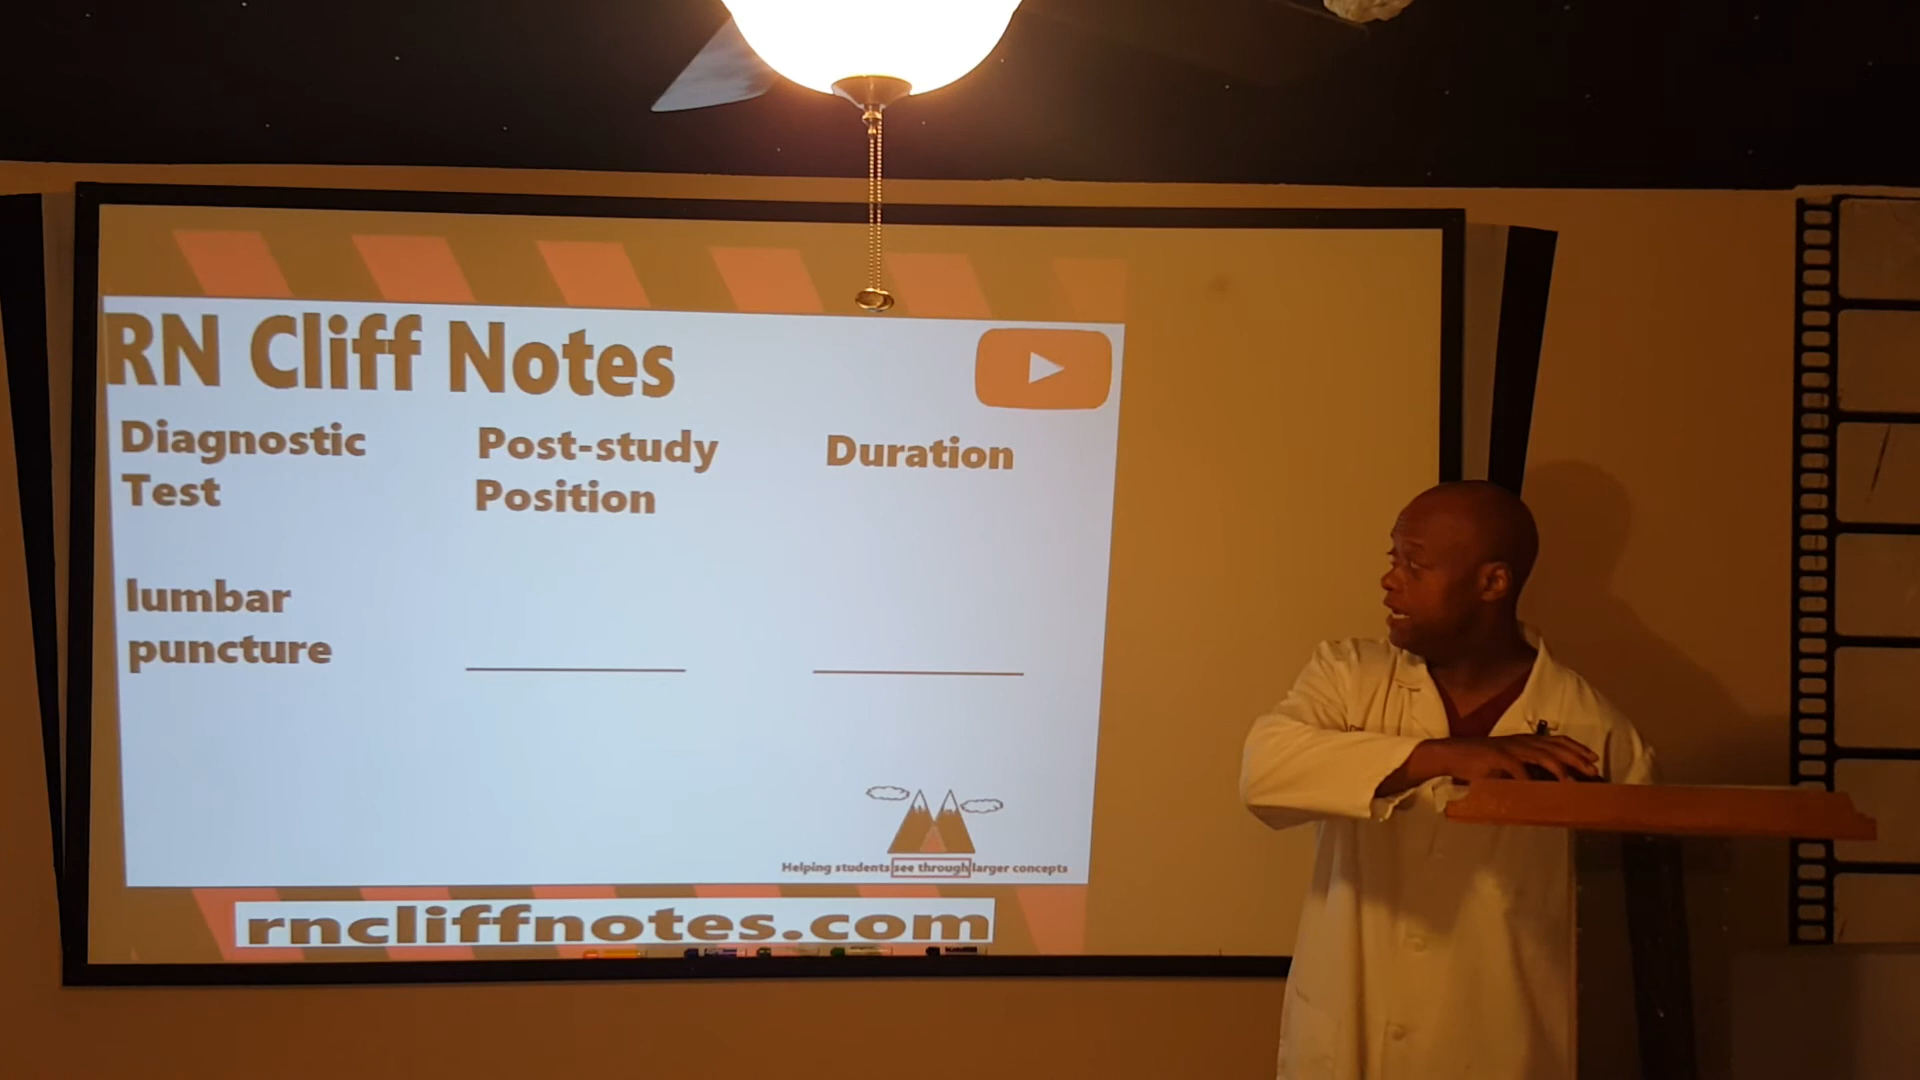 RN Cliff Notes
Diagnostic Test
Post-study Position
Duration
lumbar puncture
Helping students see through larger concepts
rncliffnotes.com